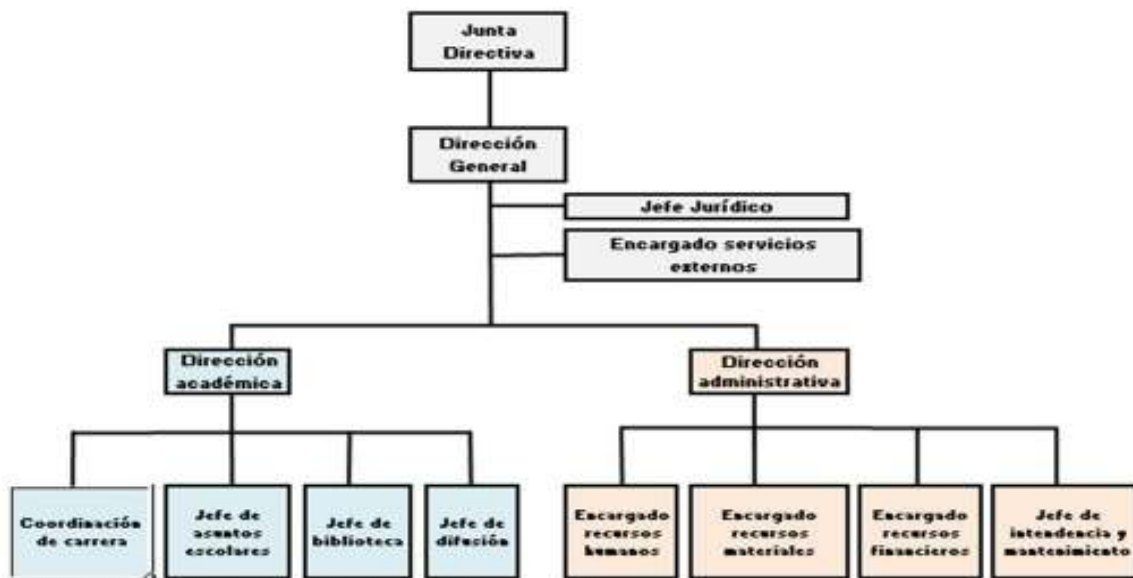 Junta
Directiva
Dirección
General
Jefe Jurídico
Encargado servicios
externos
Dirección
académica
Dirección
administrativa
Coordinación
de carrera
Jefe de
asuntos
escolares
Jefe de
biblioteca
Jefe de
difusión
Encargado
recursos
humanos
Encargado
recursos
materiales
Encargado
recursos
financieros
Jefe de
intendencia y
mantenimiento